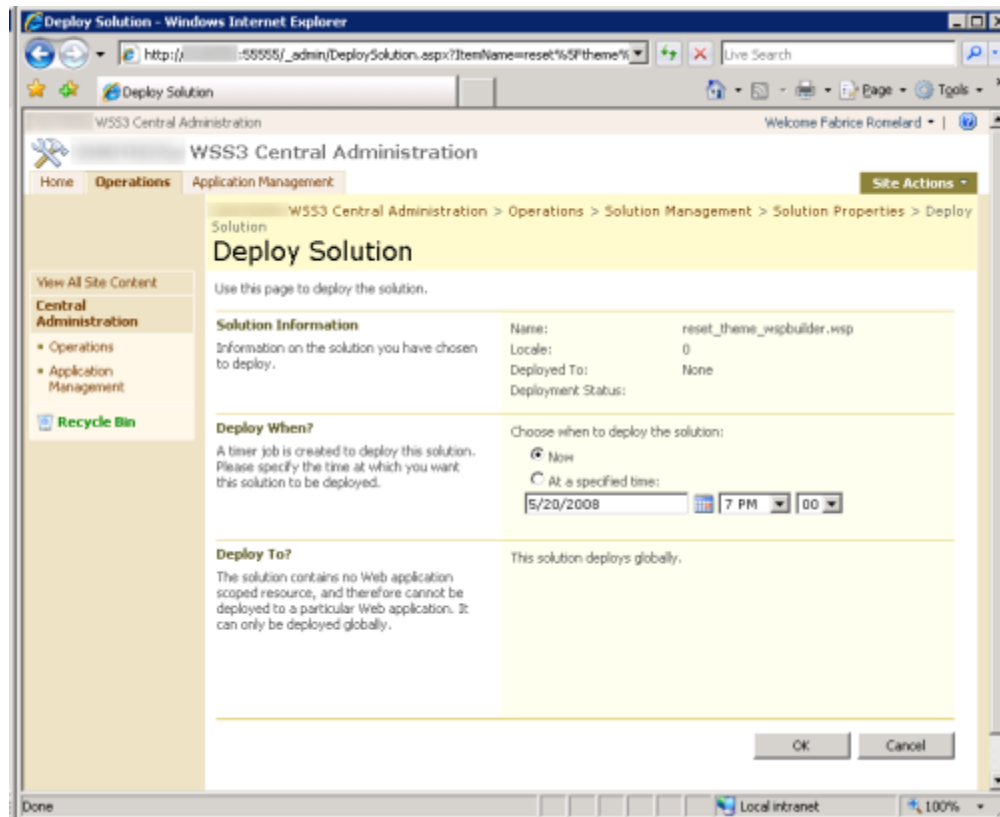 Deploy Solution - Windows Internet Explorer
http:// :55555/_admin/DeploySolution.aspx?ItemName=reset%5Ftheme%
Live Search
Deploy Solution
Page
Tools
WSS3 Central Administration
Welcome Fabrice Romelard
WSS3 Central Administration
Home
Operations
Application Management
Site Actions
WSS3 Central Administration > Operations > Solution Management > Solution Properties > Deploy
Solution
Deploy Solution
View All Site Content
Central
Administration
Operations
Application
Management
Recycle Bin
Use this page to deploy the solution.
Solution Information
Information on the solution you have chosen
to deploy.
Name: reset_theme_wspbuilder.wsp
Locale: 0
Deployed To: None
Deployment Status:
Deploy When?
A timer job is created to deploy this solution.
Please specify the time at which you want
this solution to be deployed.
Choose when to deploy the solution:
Now
At a specified time:
5/20/2008 7 PM 00
Deploy To?
The solution contains no Web application
scoped resource, and therefore cannot be
deployed to a particular Web application. It
can only be deployed globally.
This solution deploys globally.
OK
Cancel
Done
Local intranet
100%